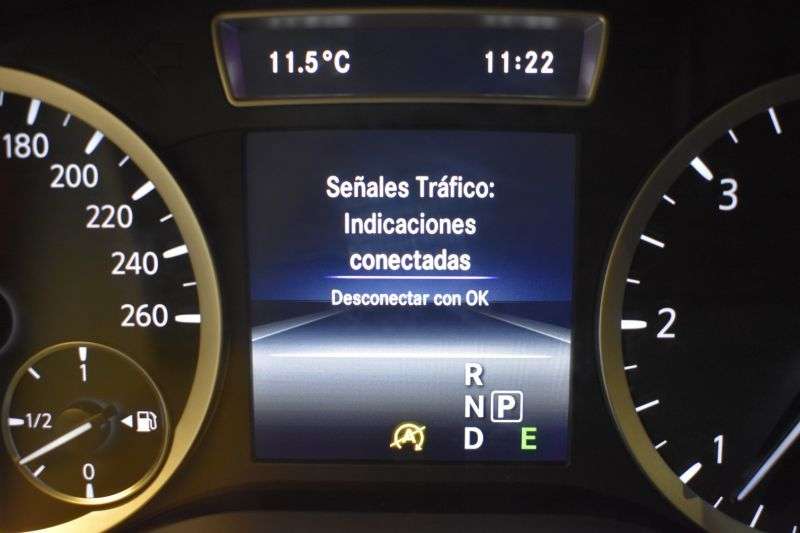 11.5°C 11:22
180
200
220
240
260
Señales Tráfico:
Indicaciones
conectadas
Desconectar con OK
R
N P
D E
A
1
1/2
0
3
2
1